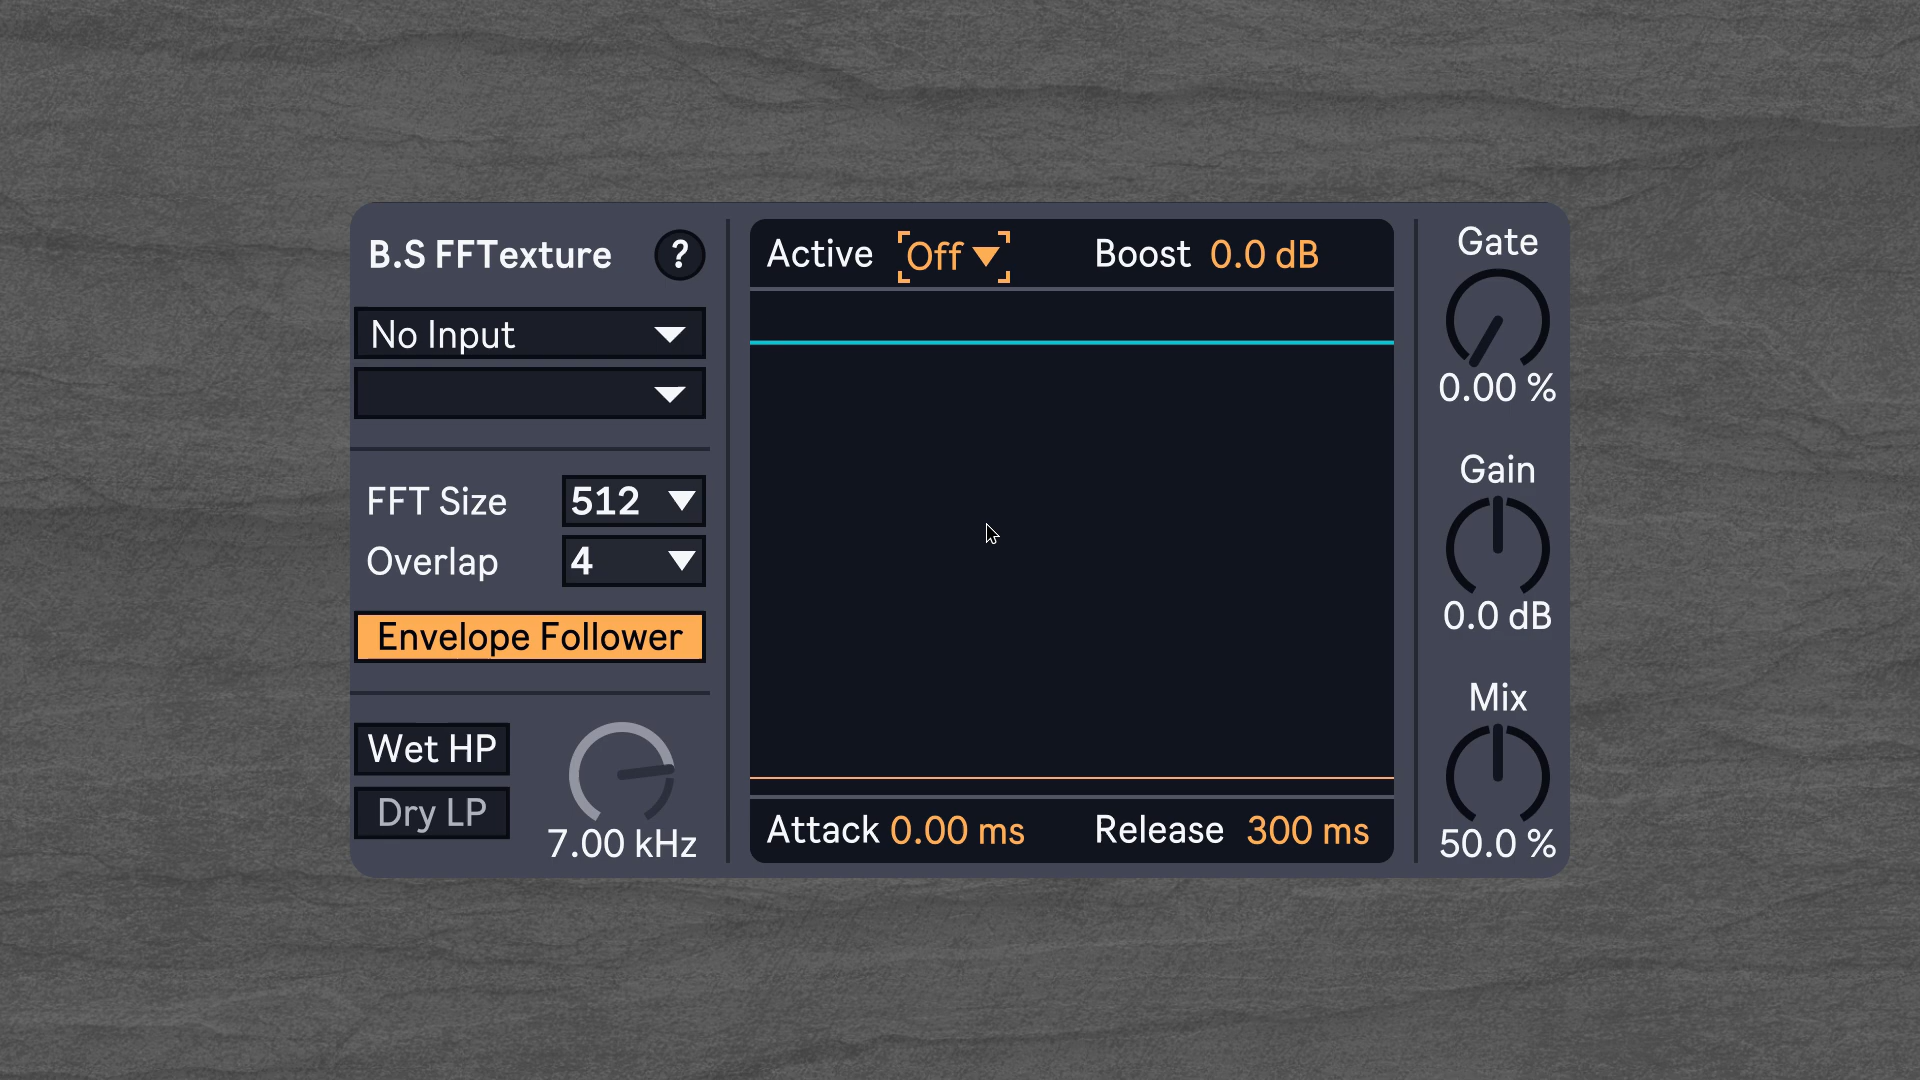 B.S FFTexture ?
No Input
FFT Size 512
Overlap 4
Envelope Follower
Wet HP
Dry LP
7.00 kHz
Active Off Boost 0.0 dB
Attack 0.00 ms Release 300 ms
Gate
0.00 %
Gain
0.0 dB
Mix
50.0 %